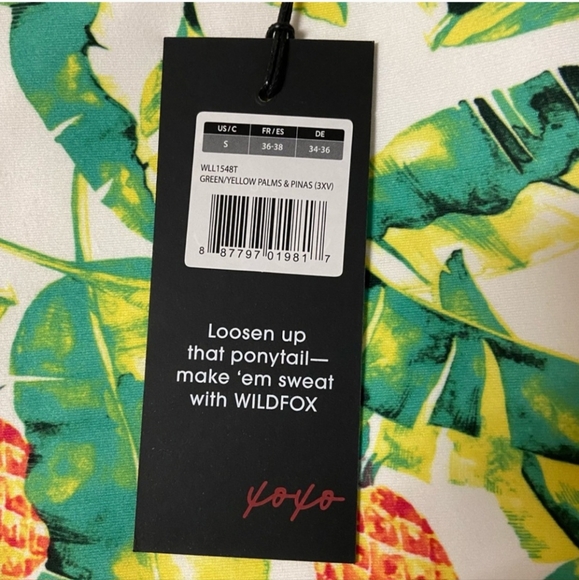 US / C FR / ES DE
S 36-38 34-36
WLL1548T
GREEN/YELLOW PALMS & PINAS (3XV)
8 87797 01981 7
Loosen up
that ponytail—
make ‘em sweat
with WILDFOX
xoxo